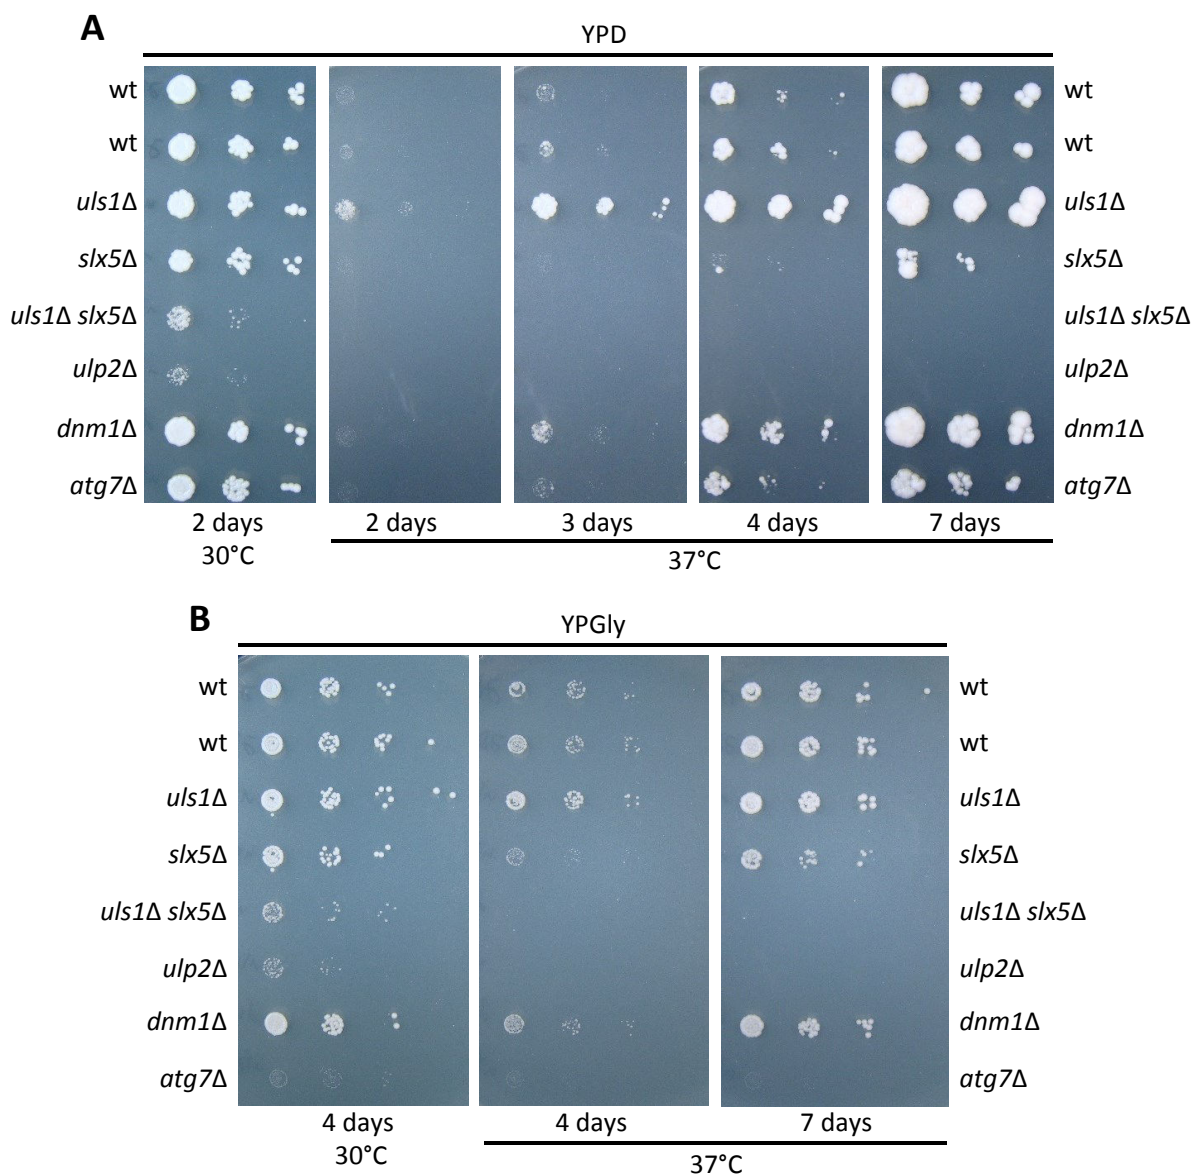 A
YPD
wt wt
wt wt
uls1Δ uls1Δ
slx5Δ slx5Δ
uls1Δ slx5Δ uls1Δ slx5Δ
ulp2Δ ulp2Δ
dnm1Δ dnm1Δ
atg7Δ atg7Δ
2 days 2 days 3 days 4 days 7 days
30°C 37°C
B
YPGly
wt wt
wt wt
uls1Δ uls1Δ
slx5Δ slx5Δ
uls1Δ slx5Δ uls1Δ slx5Δ
ulp2Δ ulp2Δ
dnm1Δ dnm1Δ
atg7Δ atg7Δ
4 days 4 days 7 days
30°C 37°C